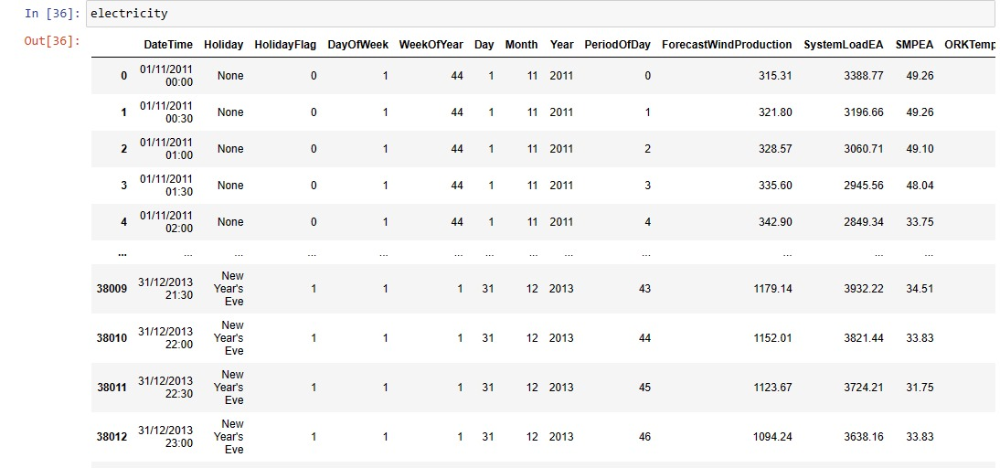 In [36]: electricity
Out[36]:
DateTime Holiday HolidayFlag DayOfWeek WeekOfYear Day Month Year PeriodOfDay ForecastWindProduction SystemLoadEA SMPEA ORKTemp
0 01/11/2011 00:00 None 0 1 44 1 11 2011 0 315.31 3388.77 49.26
1 01/11/2011 00:30 None 0 1 44 1 11 2011 1 321.80 3196.66 49.26
2 01/11/2011 01:00 None 0 1 44 1 11 2011 2 328.57 3060.71 49.10
3 01/11/2011 01:30 None 0 1 44 1 11 2011 3 335.60 2945.56 48.04
4 01/11/2011 02:00 None 0 1 44 1 11 2011 4 342.90 2849.34 33.75
... ... ... ... ... ... ... ... ... ... ... ... ...
38009 31/12/2013 21:30 New Year's Eve 1 1 1 31 12 2013 43 1179.14 3932.22 34.51
38010 31/12/2013 22:00 New Year's Eve 1 1 1 31 12 2013 44 1152.01 3821.44 33.83
38011 31/12/2013 22:30 New Year's Eve 1 1 1 31 12 2013 45 1123.67 3724.21 31.75
38012 31/12/2013 23:00 New Year's Eve 1 1 1 31 12 2013 46 1094.24 3638.16 33.83